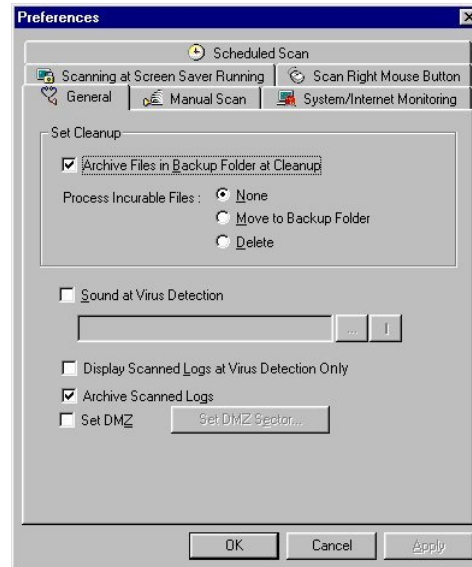 Preferences
Scheduled Scan
Scanning at Screen Saver Running
Scan Right Mouse Button
General
Manual Scan
System/Internet Monitoring
Set Cleanup
Archive Files in Backup Folder at Cleanup
Process Incurable Files :
None
Move to Backup Folder
Delete
Sound at Virus Detection
...
Display Scanned Logs at Virus Detection Only
Archive Scanned Logs
Set DMZ
Set DMZ Sector...
OK
Cancel
Apply